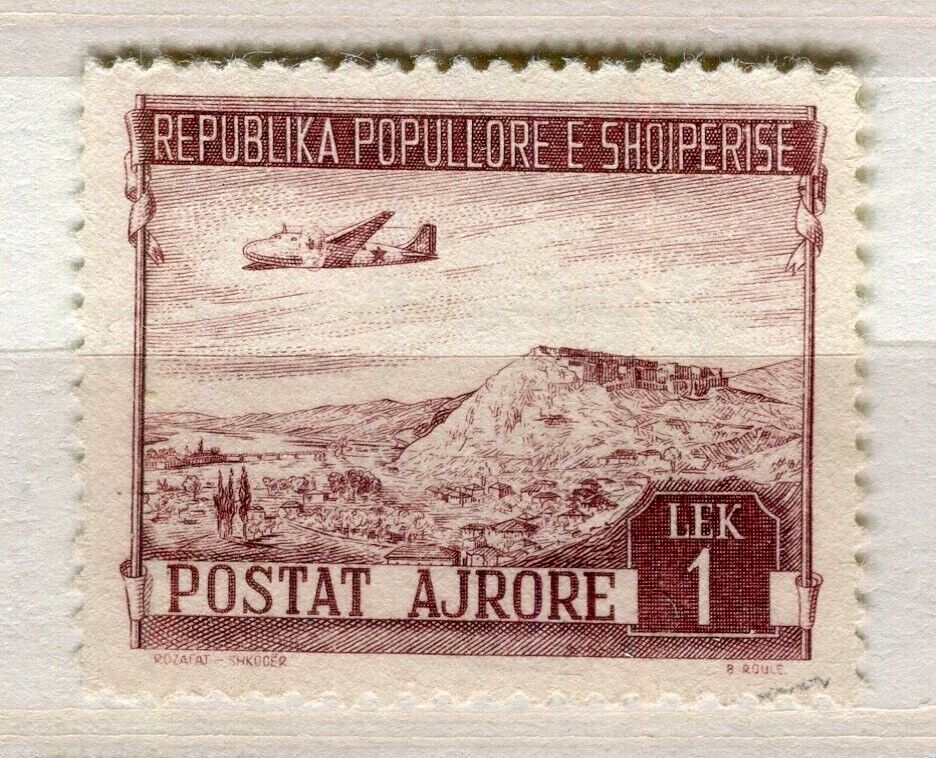 REPUBLIKA POPULLORE E SHQIPERISE
LEK
1
POSTAT AJRORE
ROZAFAT - SHKODËR
B ROULE.